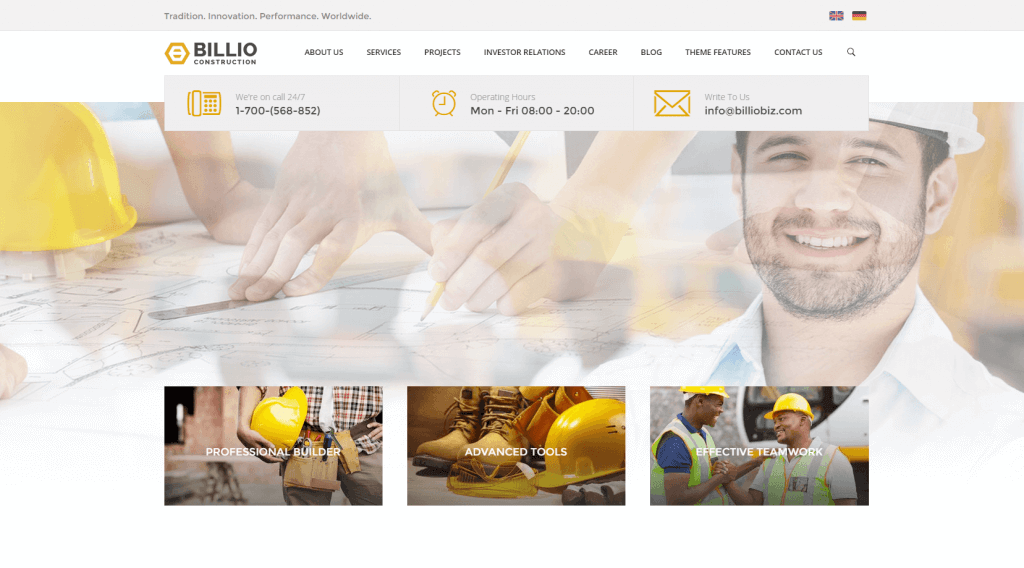 Tradition. Innovation. Performance. Worldwide.
BILLIO
CONSTRUCTION
ABOUT US SERVICES PROJECTS INVESTOR RELATIONS CAREER BLOG THEME FEATURES CONTACT US
We're on call 24/7
1-700-(568-852)
Operating Hours
Mon - Fri 08:00 - 20:00
Write To Us
info@billiobiz.com
PROFESSIONAL BUILDER
ADVANCED TOOLS
EFFECTIVE TEAMWORK